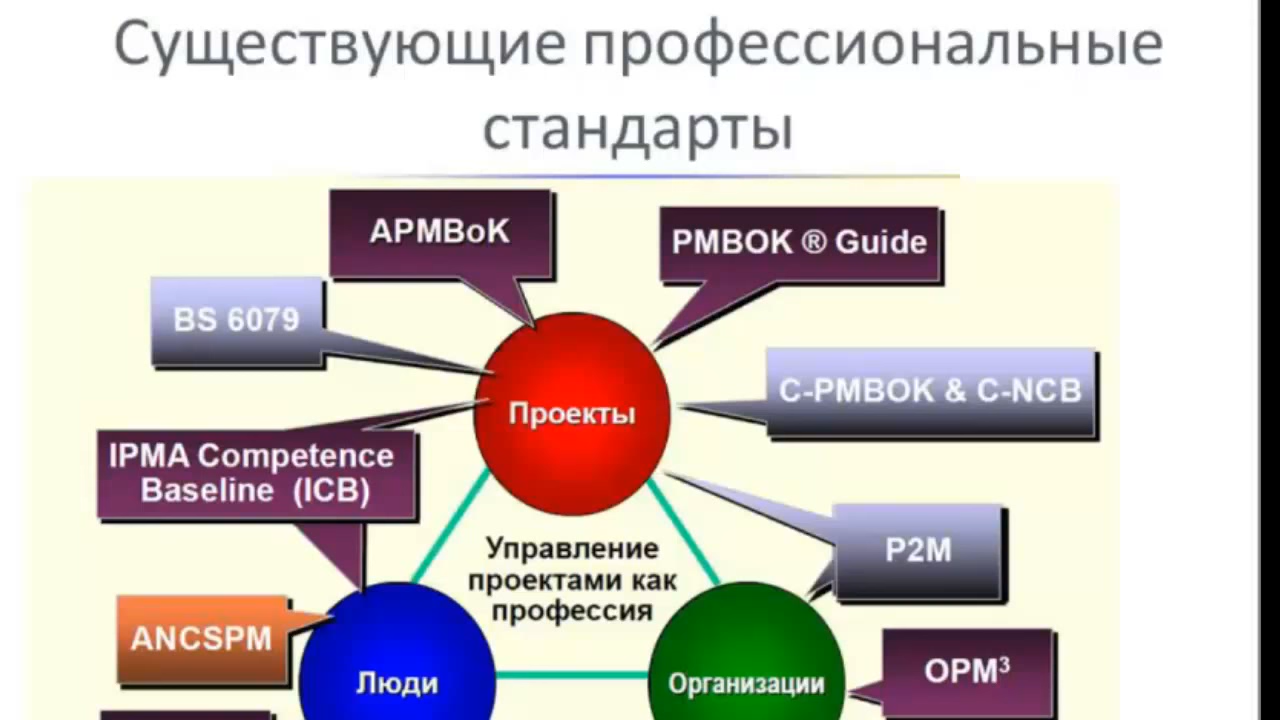 Существующие профессиональные
стандарты
APMBoK
PMBOK ® Guide
BS 6079
C-PMBOK & C-NCB
Проекты
IPMA Competence
Baseline (ICB)
P2M
Управление
проектами как
профессия
ANCSPM
OPM³
Люди
Организации